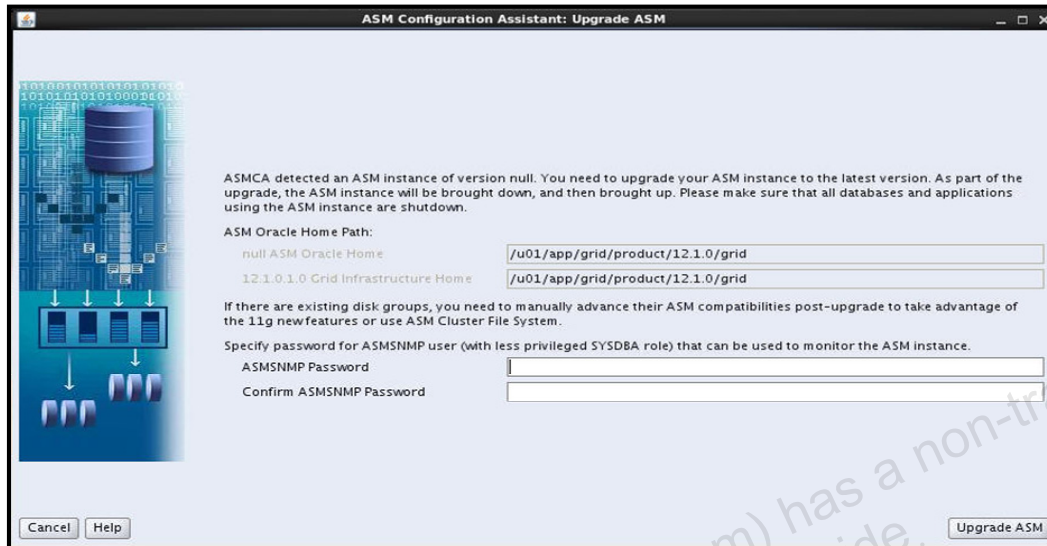 ASM Configuration Assistant: Upgrade ASM
ASMCA detected an ASM instance of version null. You need to upgrade your ASM instance to the latest version. As part of the
upgrade, the ASM instance will be brought down, and then brought up. Please make sure that all databases and applications
using the ASM instance are shutdown.
ASM Oracle Home Path:
null ASM Oracle Home /u01/app/grid/product/12.1.0/grid
12.1.0.1.0 Grid Infrastructure Home /u01/app/grid/product/12.1.0/grid
If there are existing disk groups, you need to manually advance their ASM compatibilities post-upgrade to take advantage of
the 11g new features or use ASM Cluster File System.
Specify password for ASMSNMP user (with less privileged SYSDBA role) that can be used to monitor the ASM instance.
ASMSNMP Password
Confirm ASMSNMP Password
has a
Cancel Help Upgrade ASM